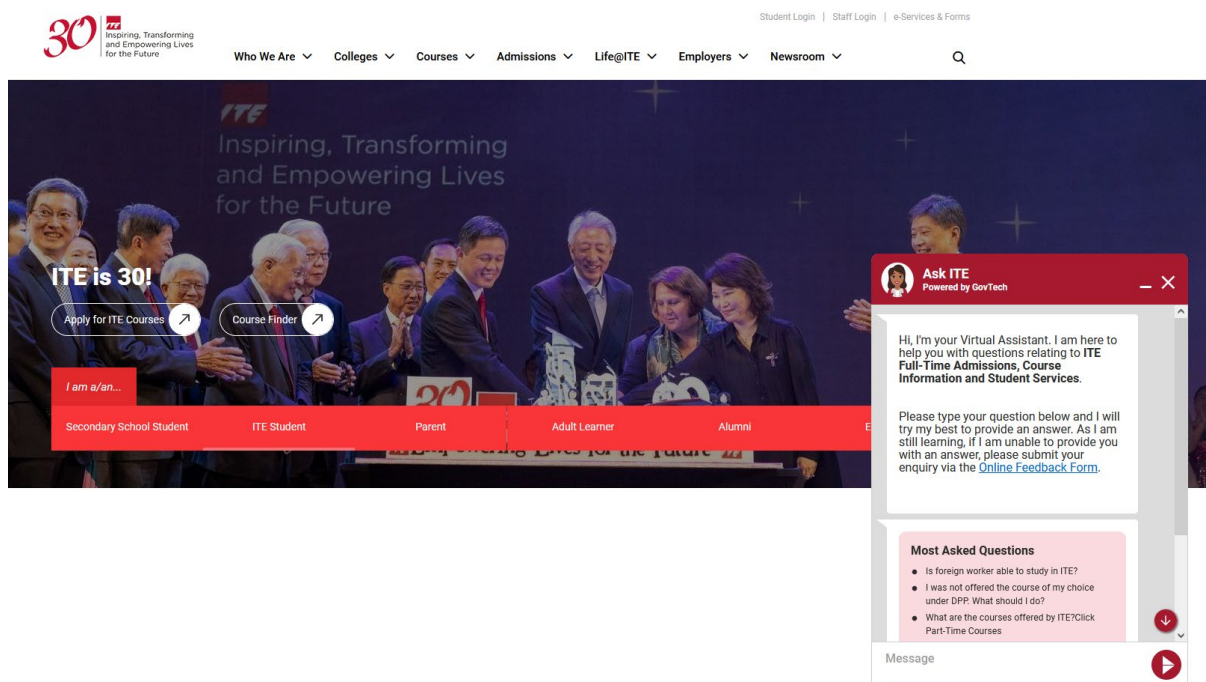 Student Login | Staff Login | e-Services & Forms
30 ITE
Inspiring, Transforming
and Empowering Lives
for the Future
Who We Are Colleges Courses Admissions Life@ITE Employers Newsroom
ITE
Inspiring, Transforming
and Empowering Lives
for the Future
ITE is 30!
Apply for ITE Courses Course Finder
I am a/an...
Secondary School Student ITE Student Parent Adult Learner Alumni
30
Ask ITE
Powered by GovTech
Hi, I'm your Virtual Assistant. I am here to
help you with questions relating to ITE
Full-Time Admissions, Course
Information and Student Services.
Please type your question below and I will
try my best to provide an answer. As I am
still learning, if I am unable to provide you
with an answer, please submit your
enquiry via the Online Feedback Form.
Most Asked Questions
Is foreign worker able to study in ITE?
I was not offered the course of my choice
under DPP. What should I do?
What are the courses offered by ITE?Click
Part-Time Courses
Message